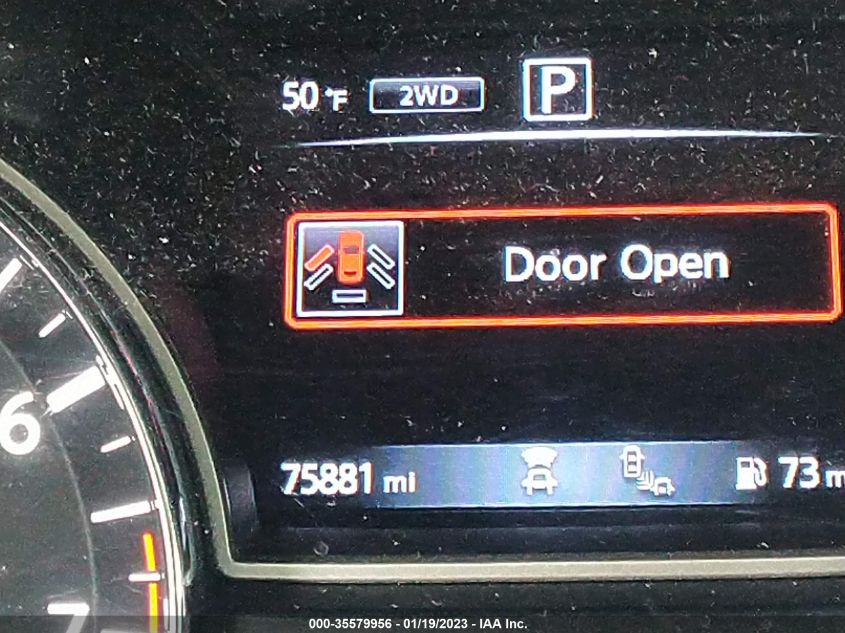 50 °F 2WD P
Door Open
6
75881 mi 73 m
7
000-35579956 - 01/19/2023 - IAA Inc.